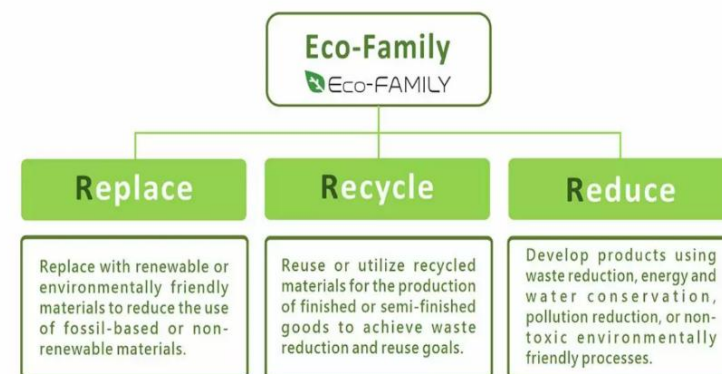 Eco-Family
Eco-FAMILY
Replace
Recycle
Reduce
Replace with renewable or
environmentally friendly
materials to reduce the use
of fossil-based or non-
renewable materials.
Reuse or utilize recycled
materials for the production
of finished or semi-finished
goods to achieve waste
reduction and reuse goals.
Develop products using
waste reduction, energy and
water conservation,
pollution reduction, or non-
toxic environmentally
friendly processes.